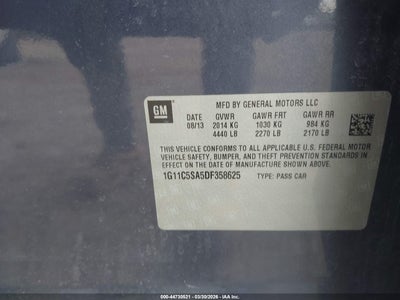 GM
MFD BY GENERAL MOTORS LLC
DATE GVWR GAWR FRT GAWR RR
08/13 2014 KG 1030 KG 984 KG
4440 LB 2270 LB 2170 LB
THIS VEHICLE CONFORMS TO ALL APPLICABLE U.S. FEDERAL MOTOR
VEHICLE SAFETY, BUMPER, AND THEFT PREVENTION STANDARDS IN
EFFECT ON THE DATE OF MANUFACTURE SHOWN ABOVE.
1G11C5SA5DF358625 TYPE: PASS CAR
000-44730521 - 03/30/2026 - IAA Inc.